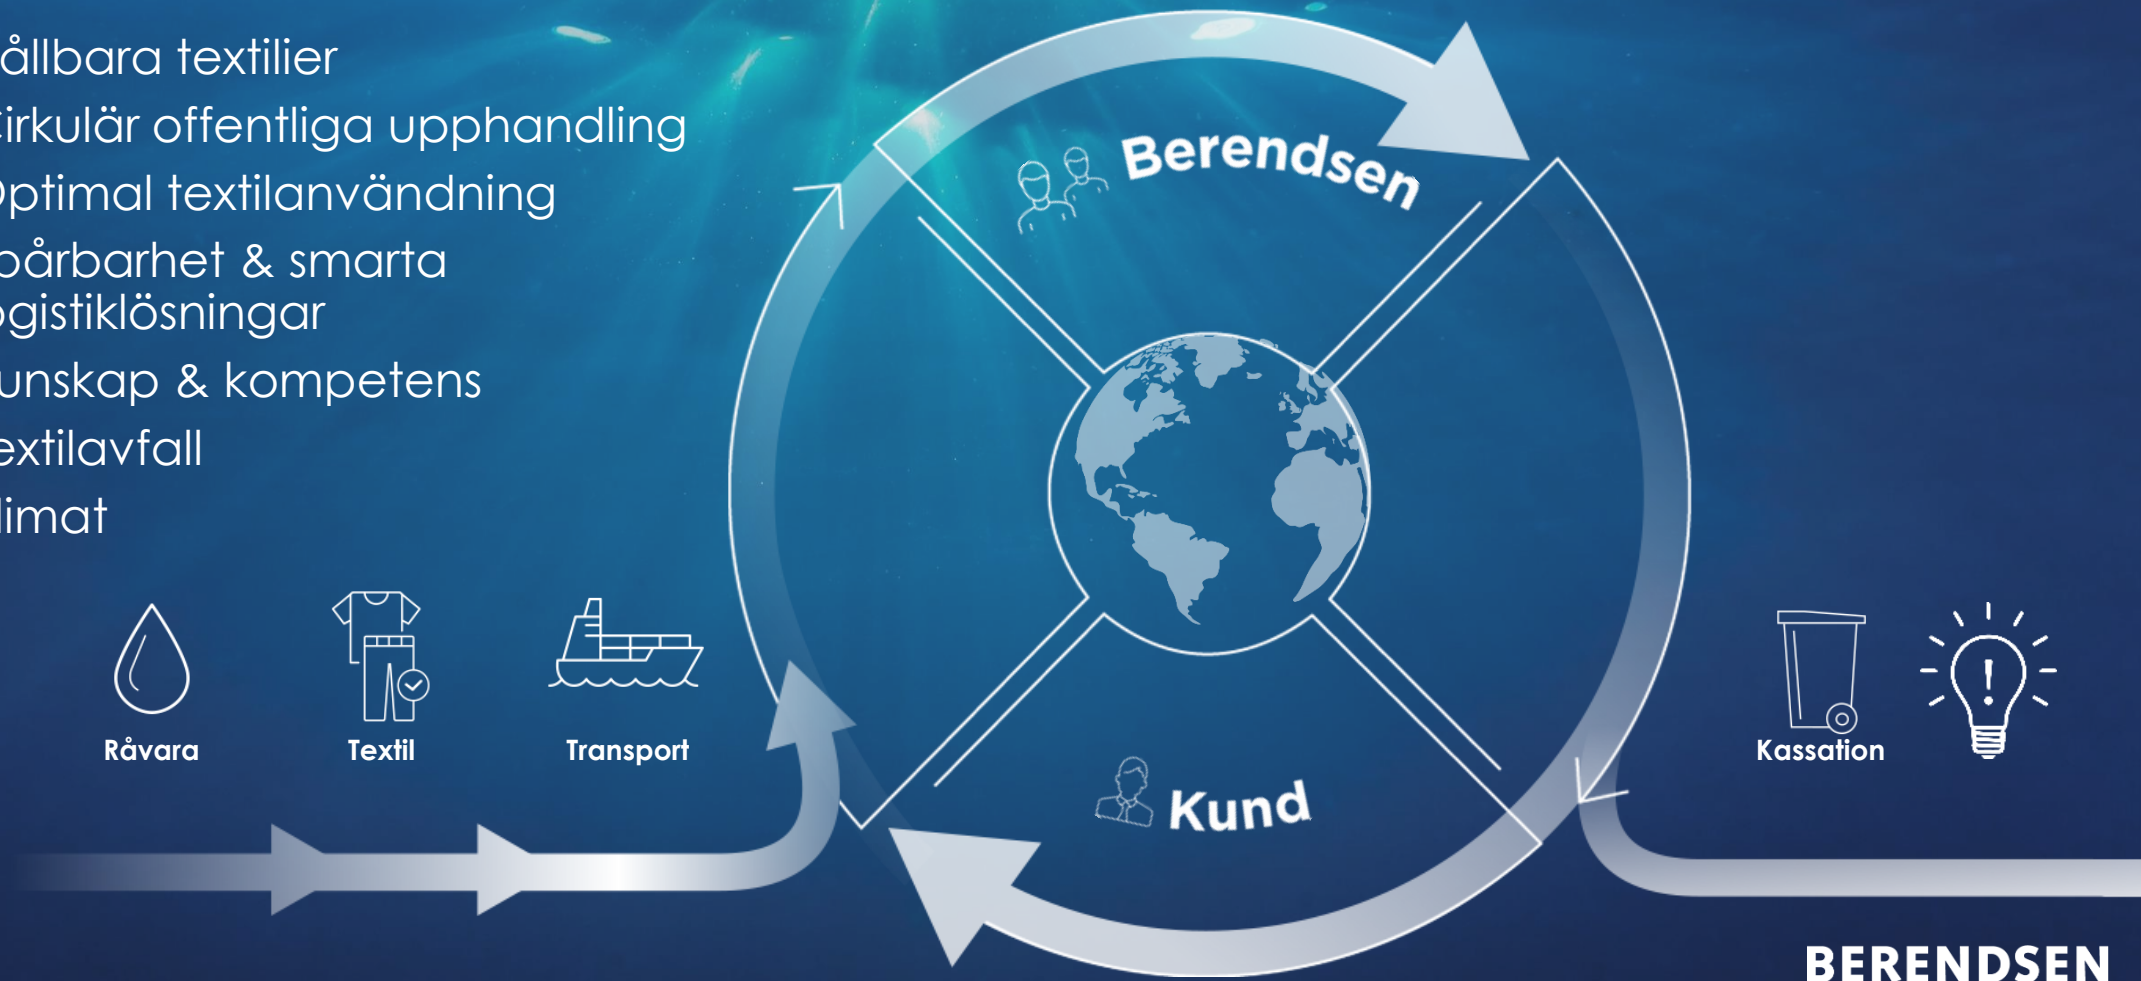 ållbara textilier
irkulär offentliga upphandling
ptimal textilanvändning
pårbarhet & smarta
ogistiklösningar
unskap & kompetens
extilavfall
limat
Berendsen
Råvara
Textil
Transport
Kund
Kassation
BERENDSEN